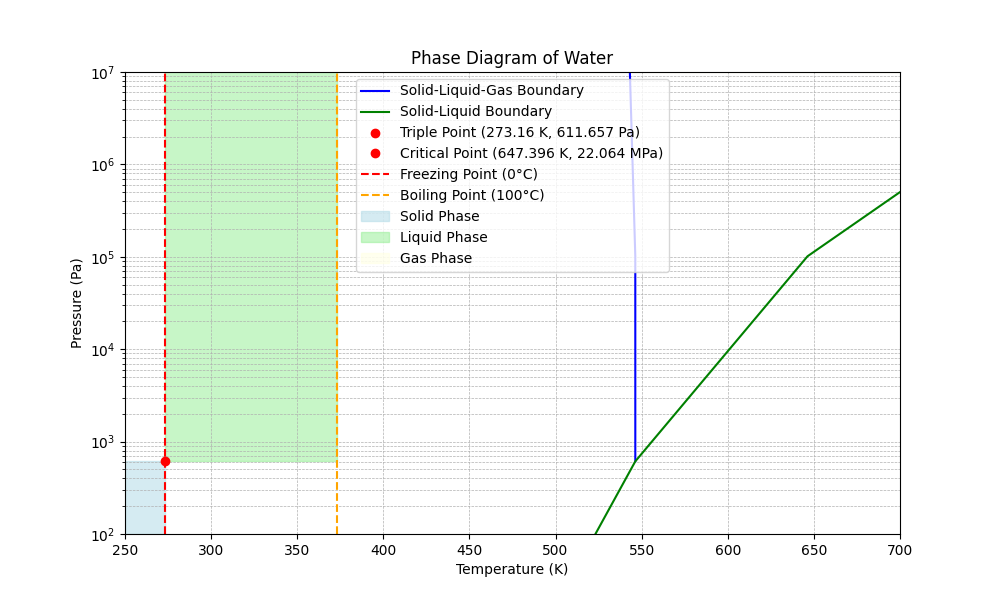 Phase Diagram of Water
Solid-Liquid-Gas Boundary
Solid-Liquid Boundary
Triple Point (273.16 K, 611.657 Pa)
Critical Point (647.396 K, 22.064 MPa)
Freezing Point (0°C)
Boiling Point (100°C)
Solid Phase
Liquid Phase
Gas Phase
Pressure (Pa)
10⁷
10⁶
10⁵
10⁴
10³
10²
250 300 350 400 450 500 550 600 650 700
Temperature (K)